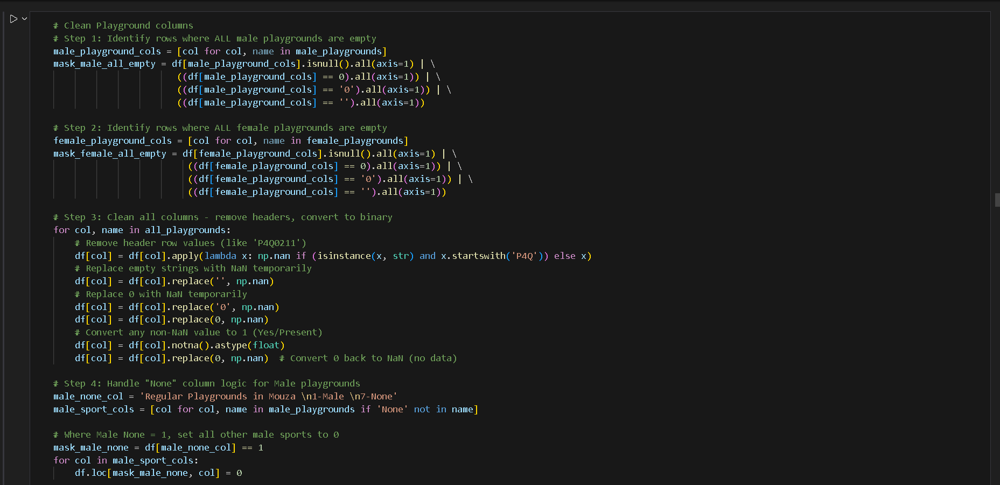 # Clean Playground columns
# Step 1: Identify rows where ALL male playgrounds are empty
male_playground_cols = [col for col, name in male_playgrounds]
mask_male_all_empty = df[male_playground_cols].isnull().all(axis=1) | \
((df[male_playground_cols] == 0).all(axis=1)) | \
((df[male_playground_cols] == '0').all(axis=1)) | \
((df[male_playground_cols] == '').all(axis=1))
# Step 2: Identify rows where ALL female playgrounds are empty
female_playground_cols = [col for col, name in female_playgrounds]
mask_female_all_empty = df[female_playground_cols].isnull().all(axis=1) | \
((df[female_playground_cols] == 0).all(axis=1)) | \
((df[female_playground_cols] == '0').all(axis=1)) | \
((df[female_playground_cols] == '').all(axis=1))
# Step 3: Clean all columns - remove headers, convert to binary
for col, name in all_playgrounds:
# Remove header row values (like 'P4Q0211')
df[col] = df[col].apply(lambda x: np.nan if (isinstance(x, str) and x.startswith('P4Q')) else x)
# Replace empty strings with NaN temporarily
df[col] = df[col].replace('', np.nan)
# Replace 0 with NaN temporarily
df[col] = df[col].replace('0', np.nan)
df[col] = df[col].replace(0, np.nan)
# Convert any non-NaN value to 1 (Yes/Present)
df[col] = df[col].notna().astype(float)
df[col] = df[col].replace(0, np.nan)  # Convert 0 back to NaN (no data)
# Step 4: Handle "None" column logic for Male playgrounds
male_none_col = 'Regular Playgrounds in Mouza \n1-Male \n7-None'
male_sport_cols = [col for col, name in male_playgrounds if 'None' not in name]
# Where Male None = 1, set all other male sports to 0
mask_male_none = df[male_none_col] == 1
for col in male_sport_cols:
df.loc[mask_male_none, col] = 0